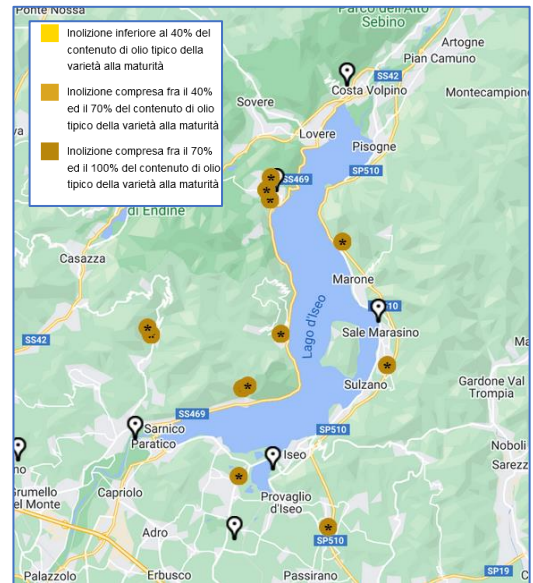 Ponte Nossa
Parco dell'Alto
Sebino
Inolizione inferiore al 40% del
contenuto di olio tipico della
varietà alla maturità
Inolizione compresa fra il 40%
ed il 70% del contenuto di olio
tipico della varietà alla maturità
Inolizione compresa fra il 70%
ed il 100% del contenuto di olio
tipico della varietà alla maturità
Artogne
Pian Camuno
SS42
Costa Volpino
Montecampione
Sovere
Lovere
Pisogne
SS469
SP510
di Endine
Casazza
Marone
Lago d'Iseo
Sale Marasino
SS42
Sulzano
Gardone Val
Trompia
SS469
Sarnico
Paratico
SP510
Iseo
Noboli
Sarezz
Grumello
del Monte
Capriolo
Provaglio
d'Iseo
Adro
SP510
Palazzolo
Erbusco
Passirano
SP19